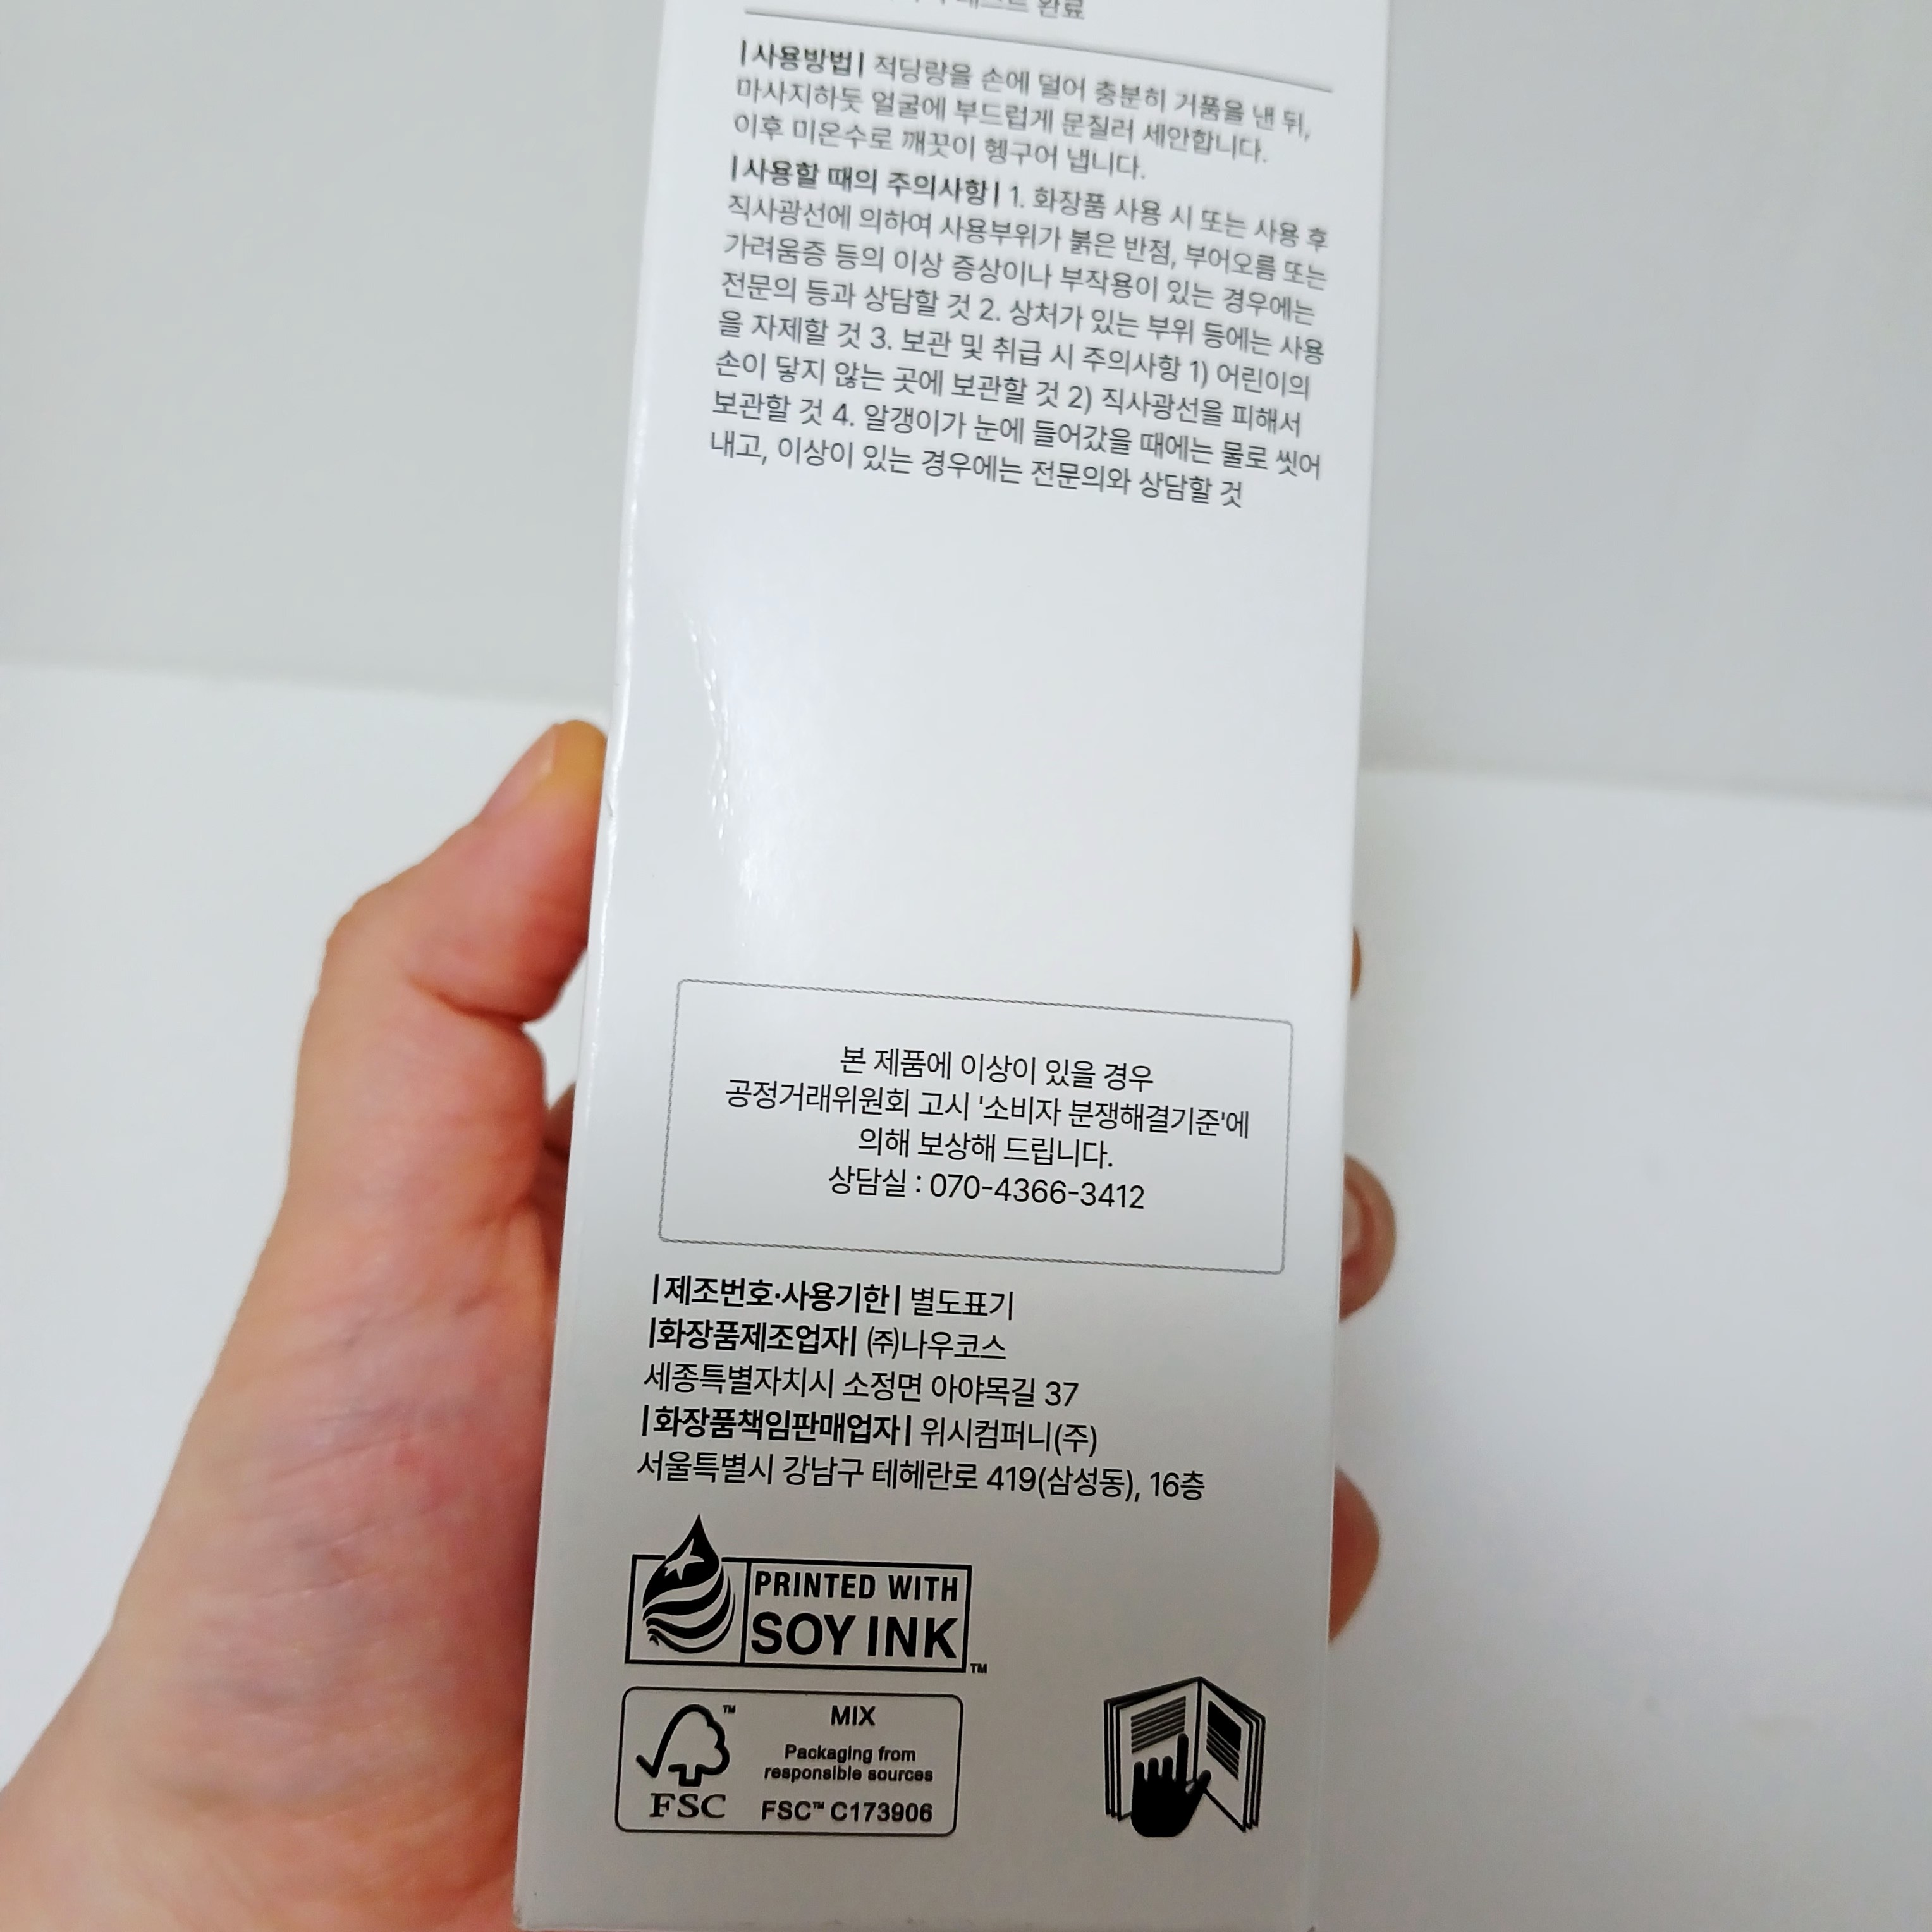 완료
|사용방법| 적당량을 손에 덜어 충분히 거품을 낸 뒤,
마사지하듯 얼굴에 부드럽게 문질러 세안합니다.
이후 미온수로 깨끗이 헹구어 냅니다.
|사용할 때의 주의사항| 1. 화장품 사용 시 또는 사용 후
직사광선에 의하여 사용부위가 붉은 반점, 부어오름 또는
가려움증 등의 이상 증상이나 부작용이 있는 경우에는
전문의 등과 상담할 것 2. 상처가 있는 부위 등에는 사용
을 자제할 것 3. 보관 및 취급 시 주의사항 1) 어린이의
손이 닿지 않는 곳에 보관할 것 2) 직사광선을 피해서
보관할 것 4. 알갱이가 눈에 들어갔을 때에는 물로 씻어
내고, 이상이 있는 경우에는 전문의와 상담할 것
본 제품에 이상이 있을 경우
공정거래위원회 고시 '소비자 분쟁해결기준'에
의해 보상해 드립니다.
상담실 : 070-4366-3412
|제조번호·사용기한| 별도표기
|화장품제조업자| ㈜나우코스
세종특별자치시 소정면 아야목길 37
|화장품책임판매업자| 위시컴퍼니(주)
서울특별시 강남구 테헤란로 419(삼성동), 16층
PRINTED WITH
SOY INK™
FSC™
MIX
Packaging from
responsible sources
FSC™ C173906